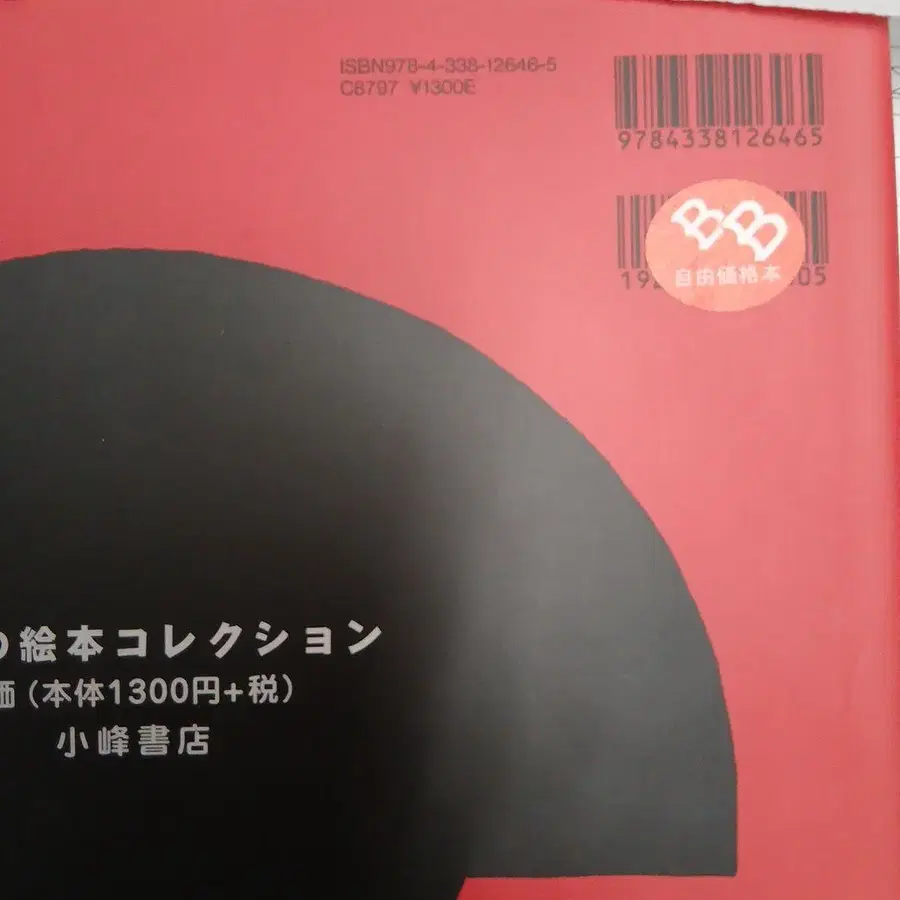 ISBN978-4-338-12646-5
C8797 ¥1300E
9784338126465
BB
自由価格本
の絵本コレクション
価(本体1300円+税)
小峰書店